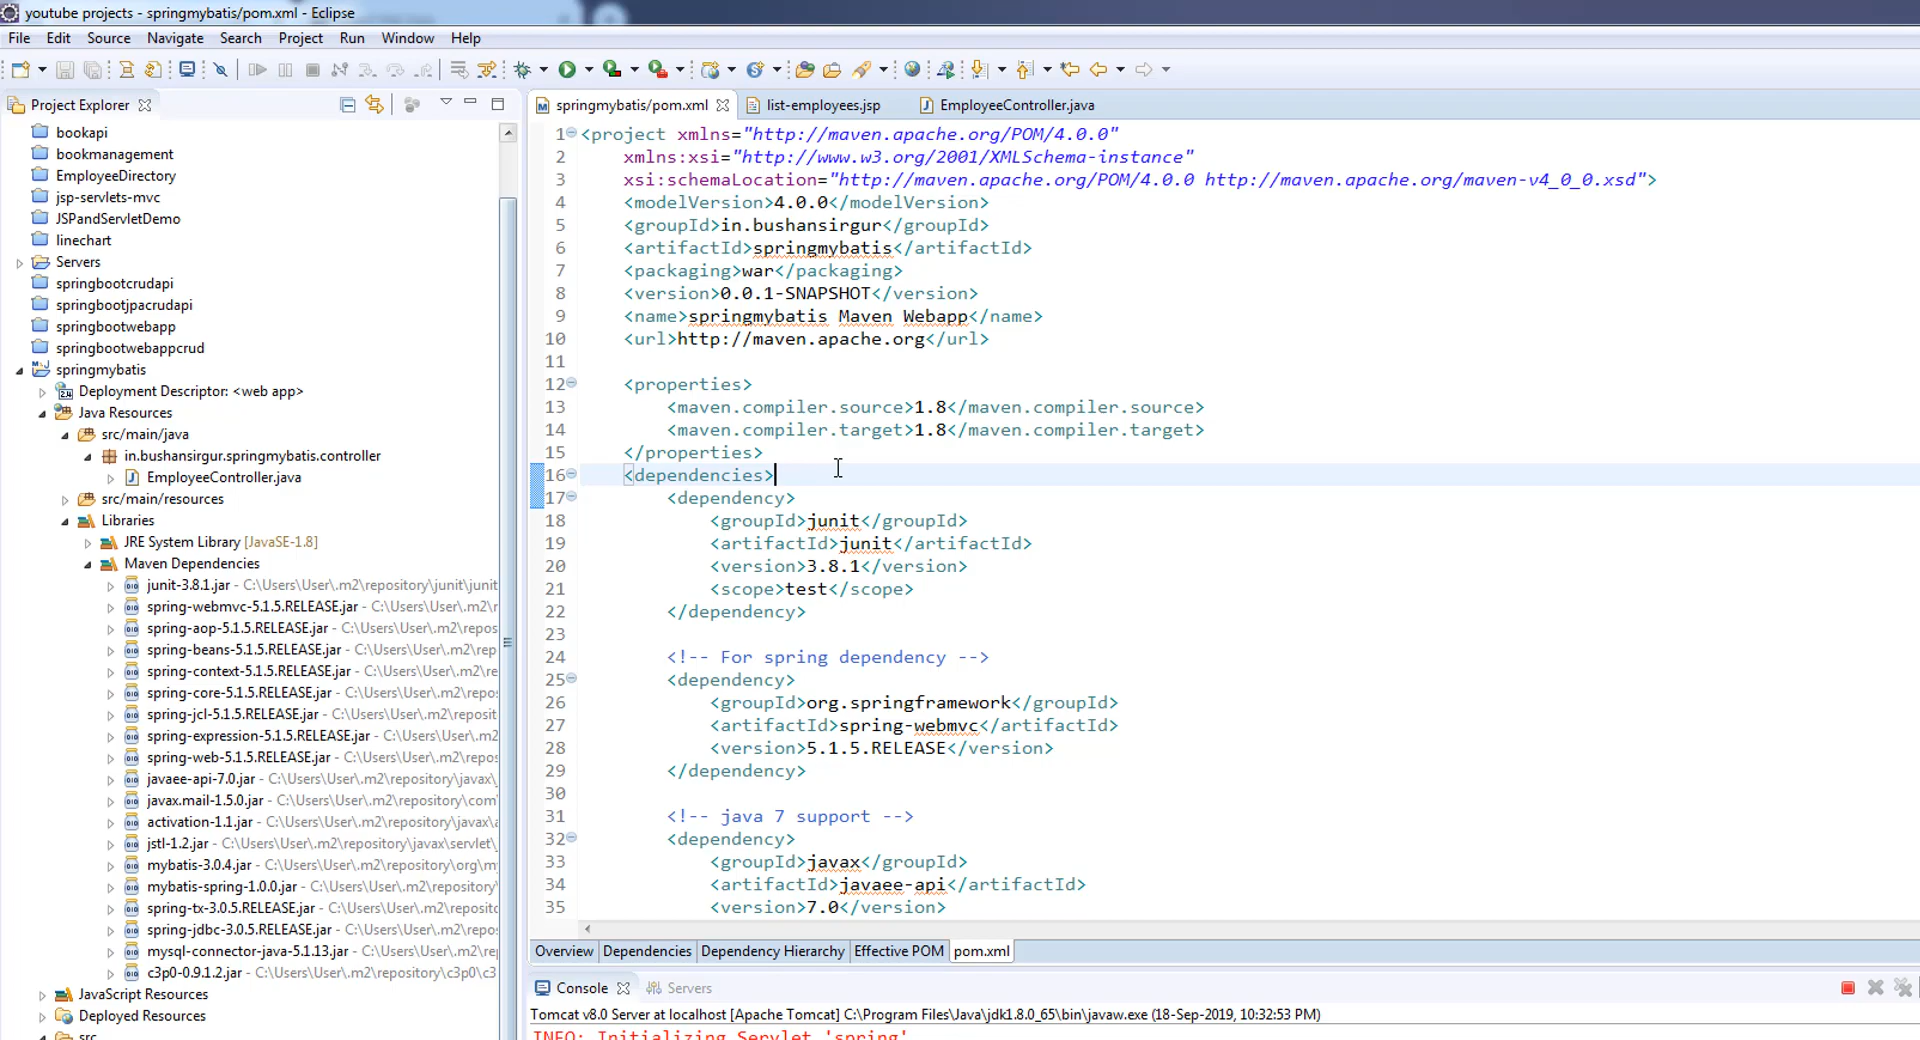 youtube projects - springmybatis/pom.xml - Eclipse
File Edit Source Navigate Search Project Run Window Help
Project Explorer
bookapi
bookmanagement
EmployeeDirectory
jsp-servlets-mvc
JSPandServletDemo
linechart
Servers
springbootcrudapi
springbootjpacrudapi
springbootwebapp
springbootwebappcrud
springmybatis
Deployment Descriptor: <web app>
Java Resources
src/main/java
in.bushansirgur.springmybatis.controller
EmployeeController.java
src/main/resources
Libraries
JRE System Library [JavaSE-1.8]
Maven Dependencies
junit-3.8.1.jar - C:\Users\User\.m2\repository\junit\junit
spring-webmvc-5.1.5.RELEASE.jar - C:\Users\User\.m2\r
spring-aop-5.1.5.RELEASE.jar - C:\Users\User\.m2\repos
spring-beans-5.1.5.RELEASE.jar - C:\Users\User\.m2\rep
spring-context-5.1.5.RELEASE.jar - C:\Users\User\.m2\re
spring-core-5.1.5.RELEASE.jar - C:\Users\User\.m2\repo
spring-jcl-5.1.5.RELEASE.jar - C:\Users\User\.m2\reposit
spring-expression-5.1.5.RELEASE.jar - C:\Users\User\.m2
spring-web-5.1.5.RELEASE.jar - C:\Users\User\.m2\repos
javaee-api-7.0.jar - C:\Users\User\.m2\repository\javax\
javax.mail-1.5.0.jar - C:\Users\User\.m2\repository\com
activation-1.1.jar - C:\Users\User\.m2\repository\javax\a
jstl-1.2.jar - C:\Users\User\.m2\repository\javax\servlet\
mybatis-3.0.4.jar - C:\Users\User\.m2\repository\org\m
mybatis-spring-1.0.0.jar - C:\Users\User\.m2\repository\
spring-tx-3.0.5.RELEASE.jar - C:\Users\User\.m2\reposit
spring-jdbc-3.0.5.RELEASE.jar - C:\Users\User\.m2\repo
mysql-connector-java-5.1.13.jar - C:\Users\User\.m2\re
c3p0-0.9.1.2.jar - C:\Users\User\.m2\repository\c3p0\c3
JavaScript Resources
Deployed Resources
src
springmybatis/pom.xml list-employees.jsp EmployeeController.java
1 <project xmlns="http://maven.apache.org/POM/4.0.0"
2 xmlns:xsi="http://www.w3.org/2001/XMLSchema-instance"
3 xsi:schemaLocation="http://maven.apache.org/POM/4.0.0 http://maven.apache.org/maven-v4_0_0.xsd">
4 <modelVersion>4.0.0</modelVersion>
5 <groupId>in.bushansirgur</groupId>
6 <artifactId>springmybatis</artifactId>
7 <packaging>war</packaging>
8 <version>0.0.1-SNAPSHOT</version>
9 <name>springmybatis Maven Webapp</name>
10 <url>http://maven.apache.org</url>
11
12 <properties>
13 <maven.compiler.source>1.8</maven.compiler.source>
14 <maven.compiler.target>1.8</maven.compiler.target>
15 </properties>
16 <dependencies>
17 <dependency>
18 <groupId>junit</groupId>
19 <artifactId>junit</artifactId>
20 <version>3.8.1</version>
21 <scope>test</scope>
22 </dependency>
23
24 <!-- For spring dependency -->
25 <dependency>
26 <groupId>org.springframework</groupId>
27 <artifactId>spring-webmvc</artifactId>
28 <version>5.1.5.RELEASE</version>
29 </dependency>
30
31 <!-- java 7 support -->
32 <dependency>
33 <groupId>javax</groupId>
34 <artifactId>javaee-api</artifactId>
35 <version>7.0</version>
Overview Dependencies Dependency Hierarchy Effective POM pom.xml
Console Servers
Tomcat v8.0 Server at localhost [Apache Tomcat] C:\Program Files\Java\jdk1.8.0_65\bin\javaw.exe (18-Sep-2019, 10:32:53 PM)
INFO: Initializing Servlet 'spring'